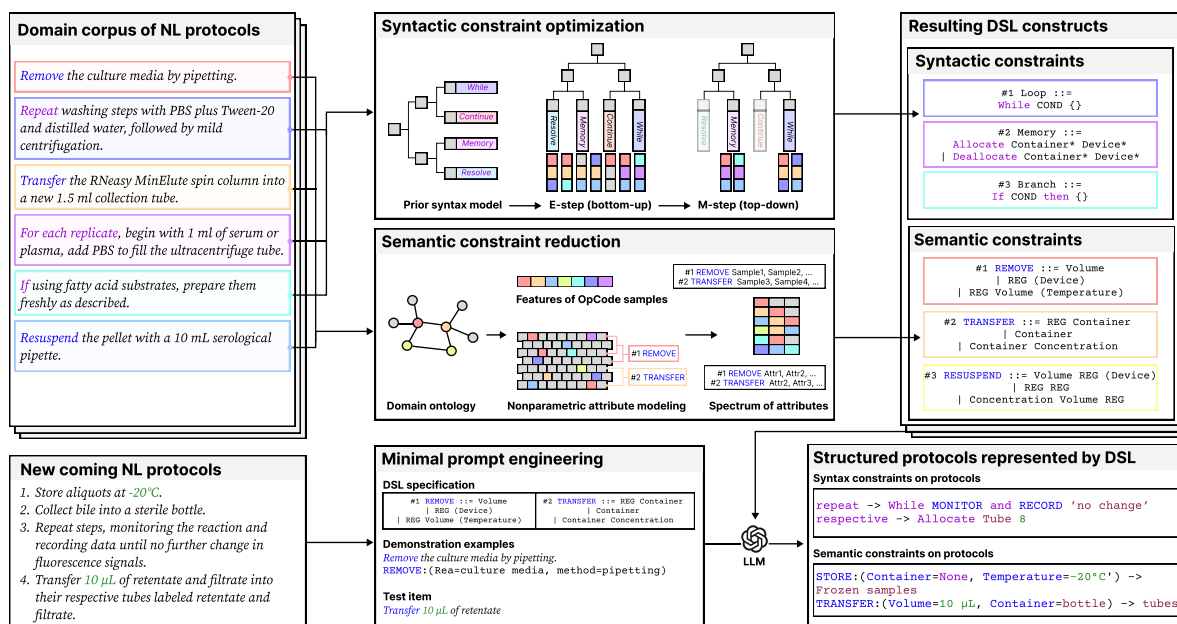 Domain corpus of NL protocols
Remove the culture media by pipetting.
Repeat washing steps with PBS plus Tween-20
and distilled water, followed by mild
centrifugation.
Transfer the RNeasy MinElute spin column into
a new 1.5 ml collection tube.
For each replicate, begin with 1 ml of serum or
plasma, add PBS to fill the ultracentrifuge tube.
If using fatty acid substrates, prepare them
freshly as described.
Resuspend the pellet with a 10 mL serological
pipette.
Syntactic constraint optimization
While
Continue
Memory
Resolve
Resolve
Memory
Continue
While
Resolve
Memory
Continue
While
Prior syntax model
E-step (bottom-up)
M-step (top-down)
Semantic constraint reduction
Features of OpCode samples
#1 REMOVE Sample1, Sample2, ...
#2 TRANSFER Sample3, Sample4, ...
#1 REMOVE
#2 TRANSFER
#1 REMOVE Attr1, Attr2, ...
#2 TRANSFER Attr2, Attr3, ...
Domain ontology
Nonparametric attribute modeling
Spectrum of attributes
Resulting DSL constructs
Syntactic constraints
#1 Loop ::=
While COND {}
#2 Memory ::=
Allocate Container* Device*
| Deallocate Container* Device*
#3 Branch ::=
If COND then {}
Semantic constraints
#1 REMOVE ::= Volume
| REG (Device)
| REG Volume (Temperature)
#2 TRANSFER ::= REG Container
| Container
| Container Concentration
#3 RESUSPEND ::= Volume REG (Device)
| REG REG
| Concentration Volume REG
New coming NL protocols
1. Store aliquots at -20°C.
2. Collect bile into a sterile bottle.
3. Repeat steps, monitoring the reaction and
recording data until no further change in
fluorescence signals.
4. Transfer 10 μL of retentate and filtrate into
their respective tubes labeled retentate and
filtrate.
Minimal prompt engineering
DSL specification
#1 REMOVE ::= Volume
| REG (Device)
| REG Volume (Temperature)
#2 TRANSFER ::= REG Container
| Container
| Container Concentration
Demonstration examples
Remove the culture media by pipetting.
REMOVE:(Rea=culture media, method=pipetting)
Test item
Transfer 10 μL of retentate
LLM
Structured protocols represented by DSL
Syntax constraints on protocols
repeat -> While MONITOR and RECORD 'no change'
respective -> Allocate Tube 8
Semantic constraints on protocols
STORE:(Container=None, Temperature=-20°C') ->
Frozen samples
TRANSFER:(Volume=10 μL, Container=bottle) -> tubes